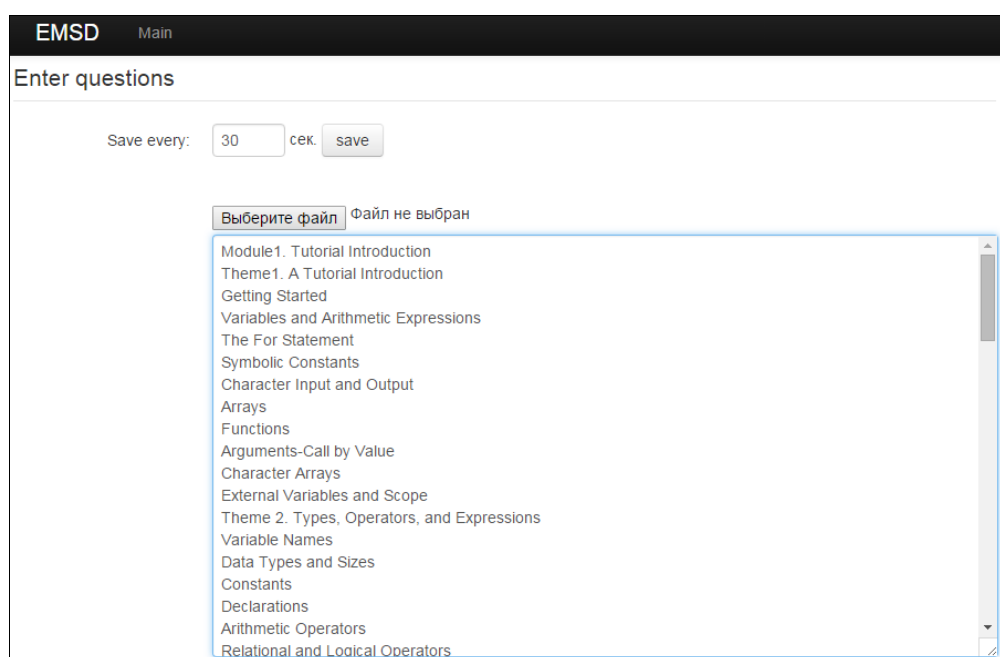 EMSD Main
Enter questions
Save every: 30 сек. save
Выберите файл Файл не выбран
Module1. Tutorial Introduction
Theme1. A Tutorial Introduction
Getting Started
Variables and Arithmetic Expressions
The For Statement
Symbolic Constants
Character Input and Output
Arrays
Functions
Arguments-Call by Value
Character Arrays
External Variables and Scope
Theme 2. Types, Operators, and Expressions
Variable Names
Data Types and Sizes
Constants
Declarations
Arithmetic Operators
Relational and Logical Operators